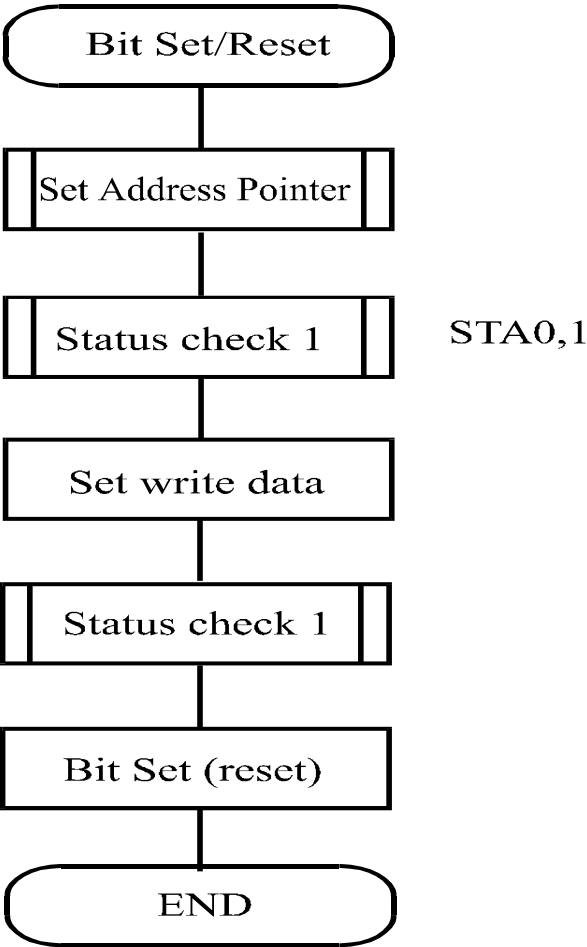 Bit Set/Reset
Set Address Pointer
Status check 1
STA0,1
Set write data
Status check 1
Bit Set (reset)
END